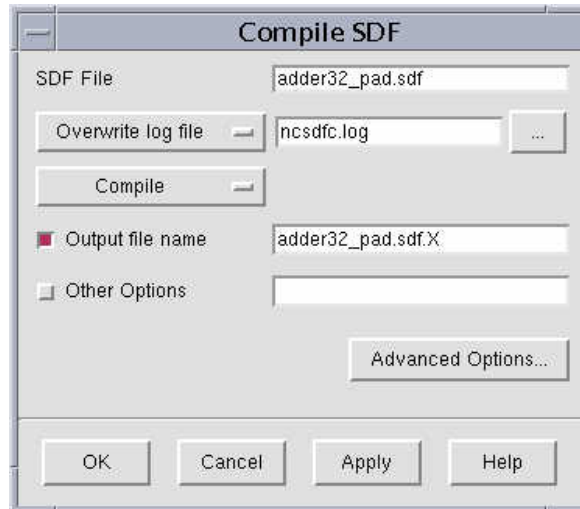 Compile SDF
SDF File adder32_pad.sdf
Overwrite log file ncsdfc.log ...
Compile
Output file name adder32_pad.sdf.X
Other Options
Advanced Options...
OK Cancel Apply Help